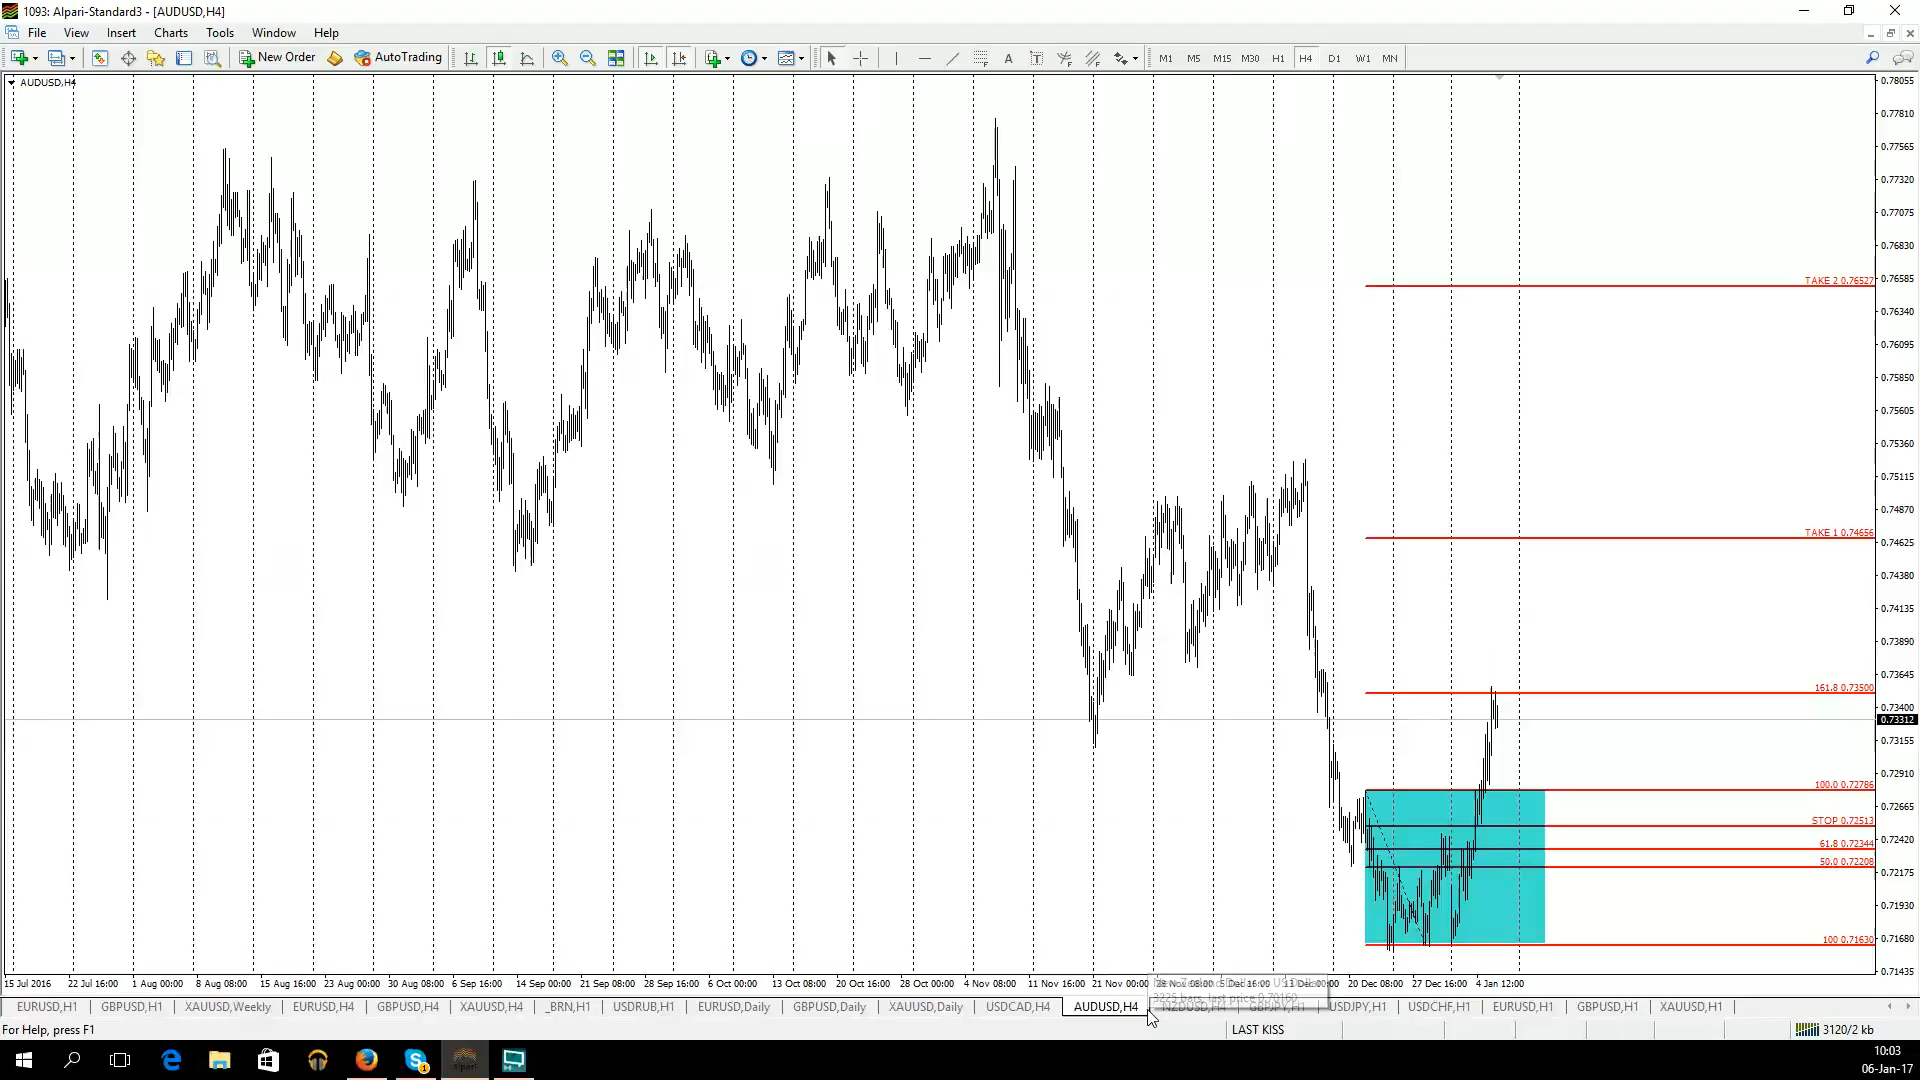 1093: Alpari-Standard3 - [AUDUSD,H4]
File View Insert Charts Tools Window Help
New Order AutoTrading A T M1 M5 M15 M30 H1 H4 D1 W1 MN
AUDUSD,H4
0.78055
0.77810
0.77565
0.77320
0.77075
0.76830
TAKE 2 0.76527
0.76585
0.76340
0.76095
0.75850
0.75605
0.75360
0.75115
0.74870
TAKE 1 0.74656
0.74625
0.74380
0.74135
0.73890
0.73645
161.8 0.73500
0.73400
0.73312
0.73155
0.72910
100.0 0.72786
0.72665
STOP 0.72513
0.72420
61.8 0.72344
50.0 0.72208
0.72175
0.71930
100 0.71630
0.71680
0.71435
15 Jul 2016 22 Jul 16:00 1 Aug 00:00 8 Aug 08:00 15 Aug 16:00 23 Aug 00:00 30 Aug 08:00 6 Sep 16:00 14 Sep 00:00 21 Sep 08:00 28 Sep 16:00 6 Oct 00:00 13 Oct 08:00 20 Oct 16:00 28 Oct 00:00 4 Nov 08:00 11 Nov 16:00 21 Nov 00:00 20 Dec 08:00 27 Dec 16:00 4 Jan 12:00
3225 bars, last price 0.70160
EURUSD,H1 GBPUSD,H1 XAUUSD,Weekly EURUSD,H4 GBPUSD,H4 XAUUSD,H4 _BRN,H1 USDRUB,H1 EURUSD,Daily GBPUSD,Daily XAUUSD,Daily USDCAD,H4 AUDUSD,H4 NZDUSD,H4 GBPJPY,H1 USDJPY,H1 USDCHF,H1 EURUSD,H1 GBPUSD,H1 XAUUSD,H1
For Help, press F1 LAST KISS 3120/2 kb
10:03
06-Jan-17